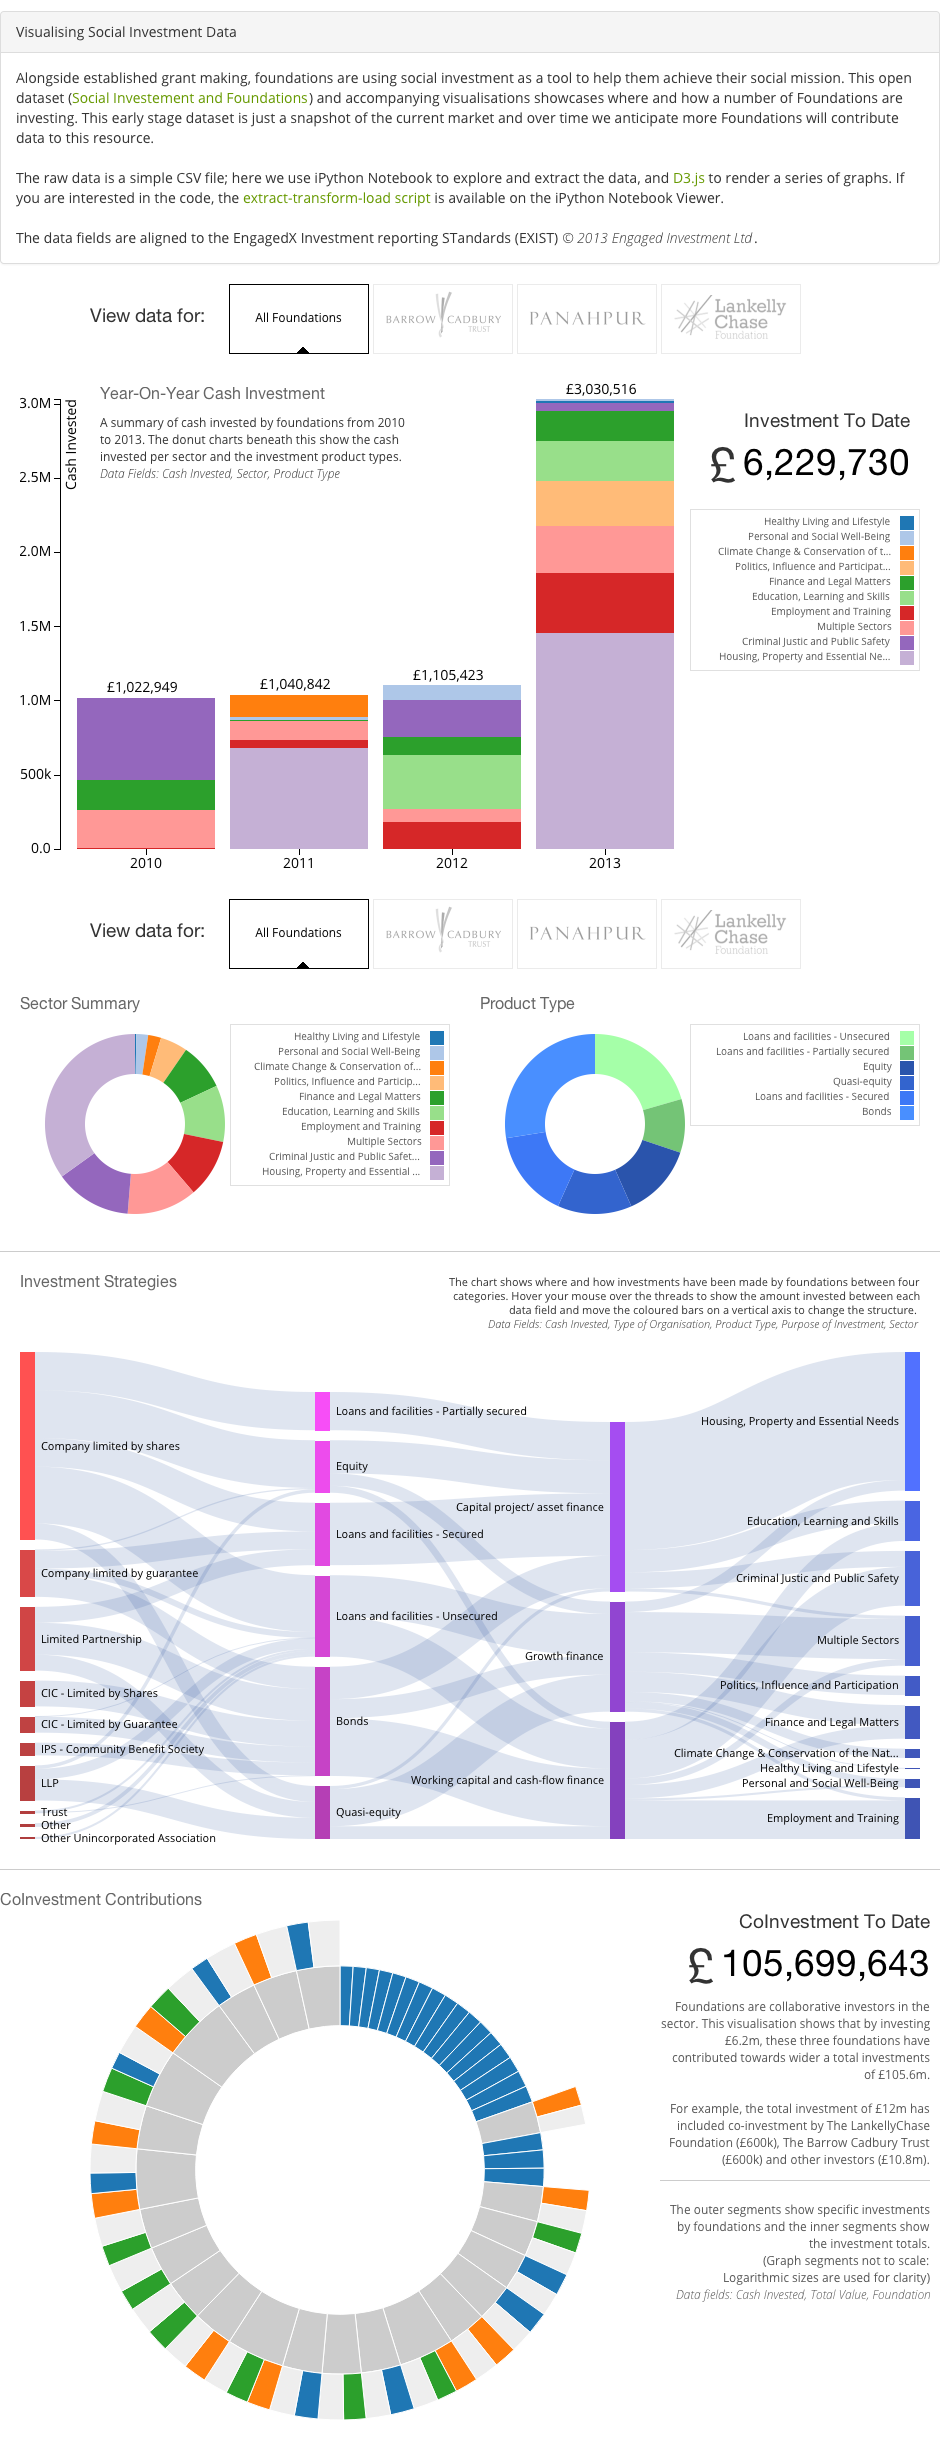 Visualising Social Investment Data
Alongside established grant making, foundations are using social investment as a tool to help them achieve their social mission. This open
dataset (Social Investement and Foundations) and accompanying visualisations showcases where and how a number of Foundations are
investing. This early stage dataset is just a snapshot of the current market and over time we anticipate more Foundations will contribute
data to this resource.
The raw data is a simple CSV file; here we use iPython Notebook to explore and extract the data, and D3.js to render a series of graphs. If
you are interested in the code, the extract-transform-load script is available on the iPython Notebook Viewer.
The data fields are aligned to the EngagedX Investment reporting STandards (EXIST) © 2013 Engaged Investment Ltd.
View data for:
All Foundations
BARROW CADBURY
TRUST
PANAHPUR
Lankelly
Chase
Foundation
Year-On-Year Cash Investment
A summary of cash invested by foundations from 2010
to 2013. The donut charts beneath this show the cash
invested per sector and the investment product types.
Data Fields: Cash Invested, Sector, Product Type
Cash Invested
3.0M
2.5M
2.0M
1.5M
1.0M
500k
0.0
£1,022,949
£1,040,842
£1,105,423
£3,030,516
2010
2011
2012
2013
Investment To Date
£ 6,229,730
Healthy Living and Lifestyle
Personal and Social Well-Being
Climate Change & Conservation of t...
Politics, Influence and Participat...
Finance and Legal Matters
Education, Learning and Skills
Employment and Training
Multiple Sectors
Criminal Justic and Public Safety
Housing, Property and Essential Ne...
View data for:
All Foundations
BARROW CADBURY
TRUST
PANAHPUR
Lankelly
Chase
Foundation
Sector Summary
Healthy Living and Lifestyle
Personal and Social Well-Being
Climate Change & Conservation of...
Politics, Influence and Particip...
Finance and Legal Matters
Education, Learning and Skills
Employment and Training
Multiple Sectors
Criminal Justic and Public Safet...
Housing, Property and Essential ...
Product Type
Loans and facilities - Unsecured
Loans and facilities - Partially secured
Equity
Quasi-equity
Loans and facilities - Secured
Bonds
Investment Strategies
The chart shows where and how investments have been made by foundations between four
categories. Hover your mouse over the threads to show the amount invested between each
data field and move the coloured bars on a vertical axis to change the structure.
Data Fields: Cash Invested, Type of Organisation, Product Type, Purpose of Investment, Sector
Company limited by shares
Company limited by guarantee
Limited Partnership
CIC - Limited by Shares
CIC - Limited by Guarantee
IPS - Community Benefit Society
LLP
Trust
Other
Other Unincorporated Association
Loans and facilities - Partially secured
Equity
Loans and facilities - Secured
Loans and facilities - Unsecured
Bonds
Quasi-equity
Capital project/ asset finance
Growth finance
Working capital and cash-flow finance
Housing, Property and Essential Needs
Education, Learning and Skills
Criminal Justic and Public Safety
Multiple Sectors
Politics, Influence and Participation
Finance and Legal Matters
Climate Change & Conservation of the Nat...
Healthy Living and Lifestyle
Personal and Social Well-Being
Employment and Training
CoInvestment Contributions
CoInvestment To Date
£ 105,699,643
Foundations are collaborative investors in the
sector. This visualisation shows that by investing
£6.2m, these three foundations have
contributed towards wider a total investments
of £105.6m.
For example, the total investment of £12m has
included co-investment by The LankellyChase
Foundation (£600k), The Barrow Cadbury Trust
(£600k) and other investors (£10.8m).
The outer segments show specific investments
by foundations and the inner segments show
the investment totals.
(Graph segments not to scale:
Logarithmic sizes are used for clarity)
Data fields: Cash Invested, Total Value, Foundation